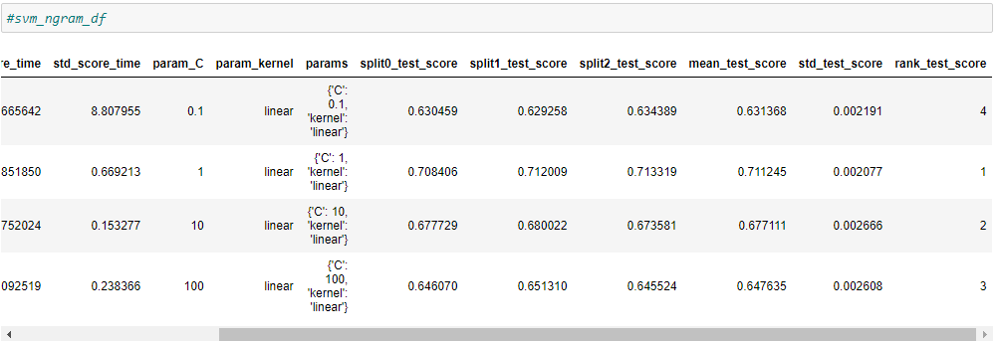 #svm_ngram_df
re_time std_score_time param_C param_kernel params split0_test_score split1_test_score split2_test_score mean_test_score std_test_score rank_test_score
{'C':
665642 8.807955 0.1 linear 0.1, 0.630459 0.629258 0.634389 0.631368 0.002191 4
'kernel':
'linear'}
{'C': 1,
851850 0.669213 1 linear 'kernel': 0.708406 0.712009 0.713319 0.711245 0.002077 1
'linear'}
{'C': 10,
752024 0.153277 10 linear 'kernel': 0.677729 0.680022 0.673581 0.677111 0.002666 2
'linear'}
{'C':
092519 0.238366 100 linear 100, 0.646070 0.651310 0.645524 0.647635 0.002608 3
'kernel':
'linear'}